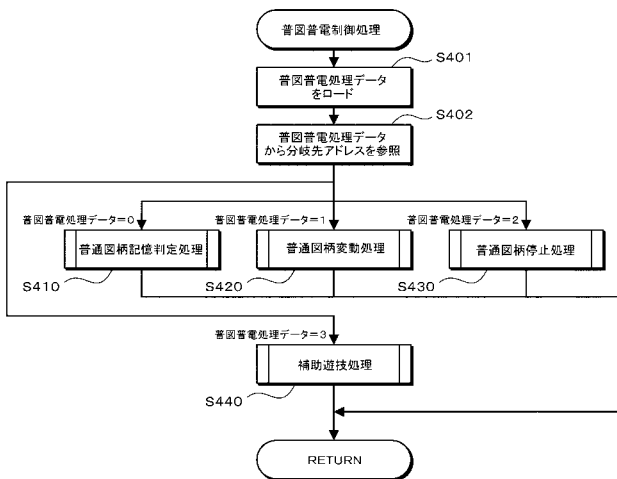 普図普電制御処理
S401
普図普電処理データ
をロード
S402
普図普電処理データ
から分岐先アドレスを参照
普図普電処理データ=0
普図普電処理データ=1
普図普電処理データ=2
普通図柄記憶判定処理
普通図柄変動処理
普通図柄停止処理
S410
S420
S430
普図普電処理データ=3
補助遊技処理
S440
RETURN